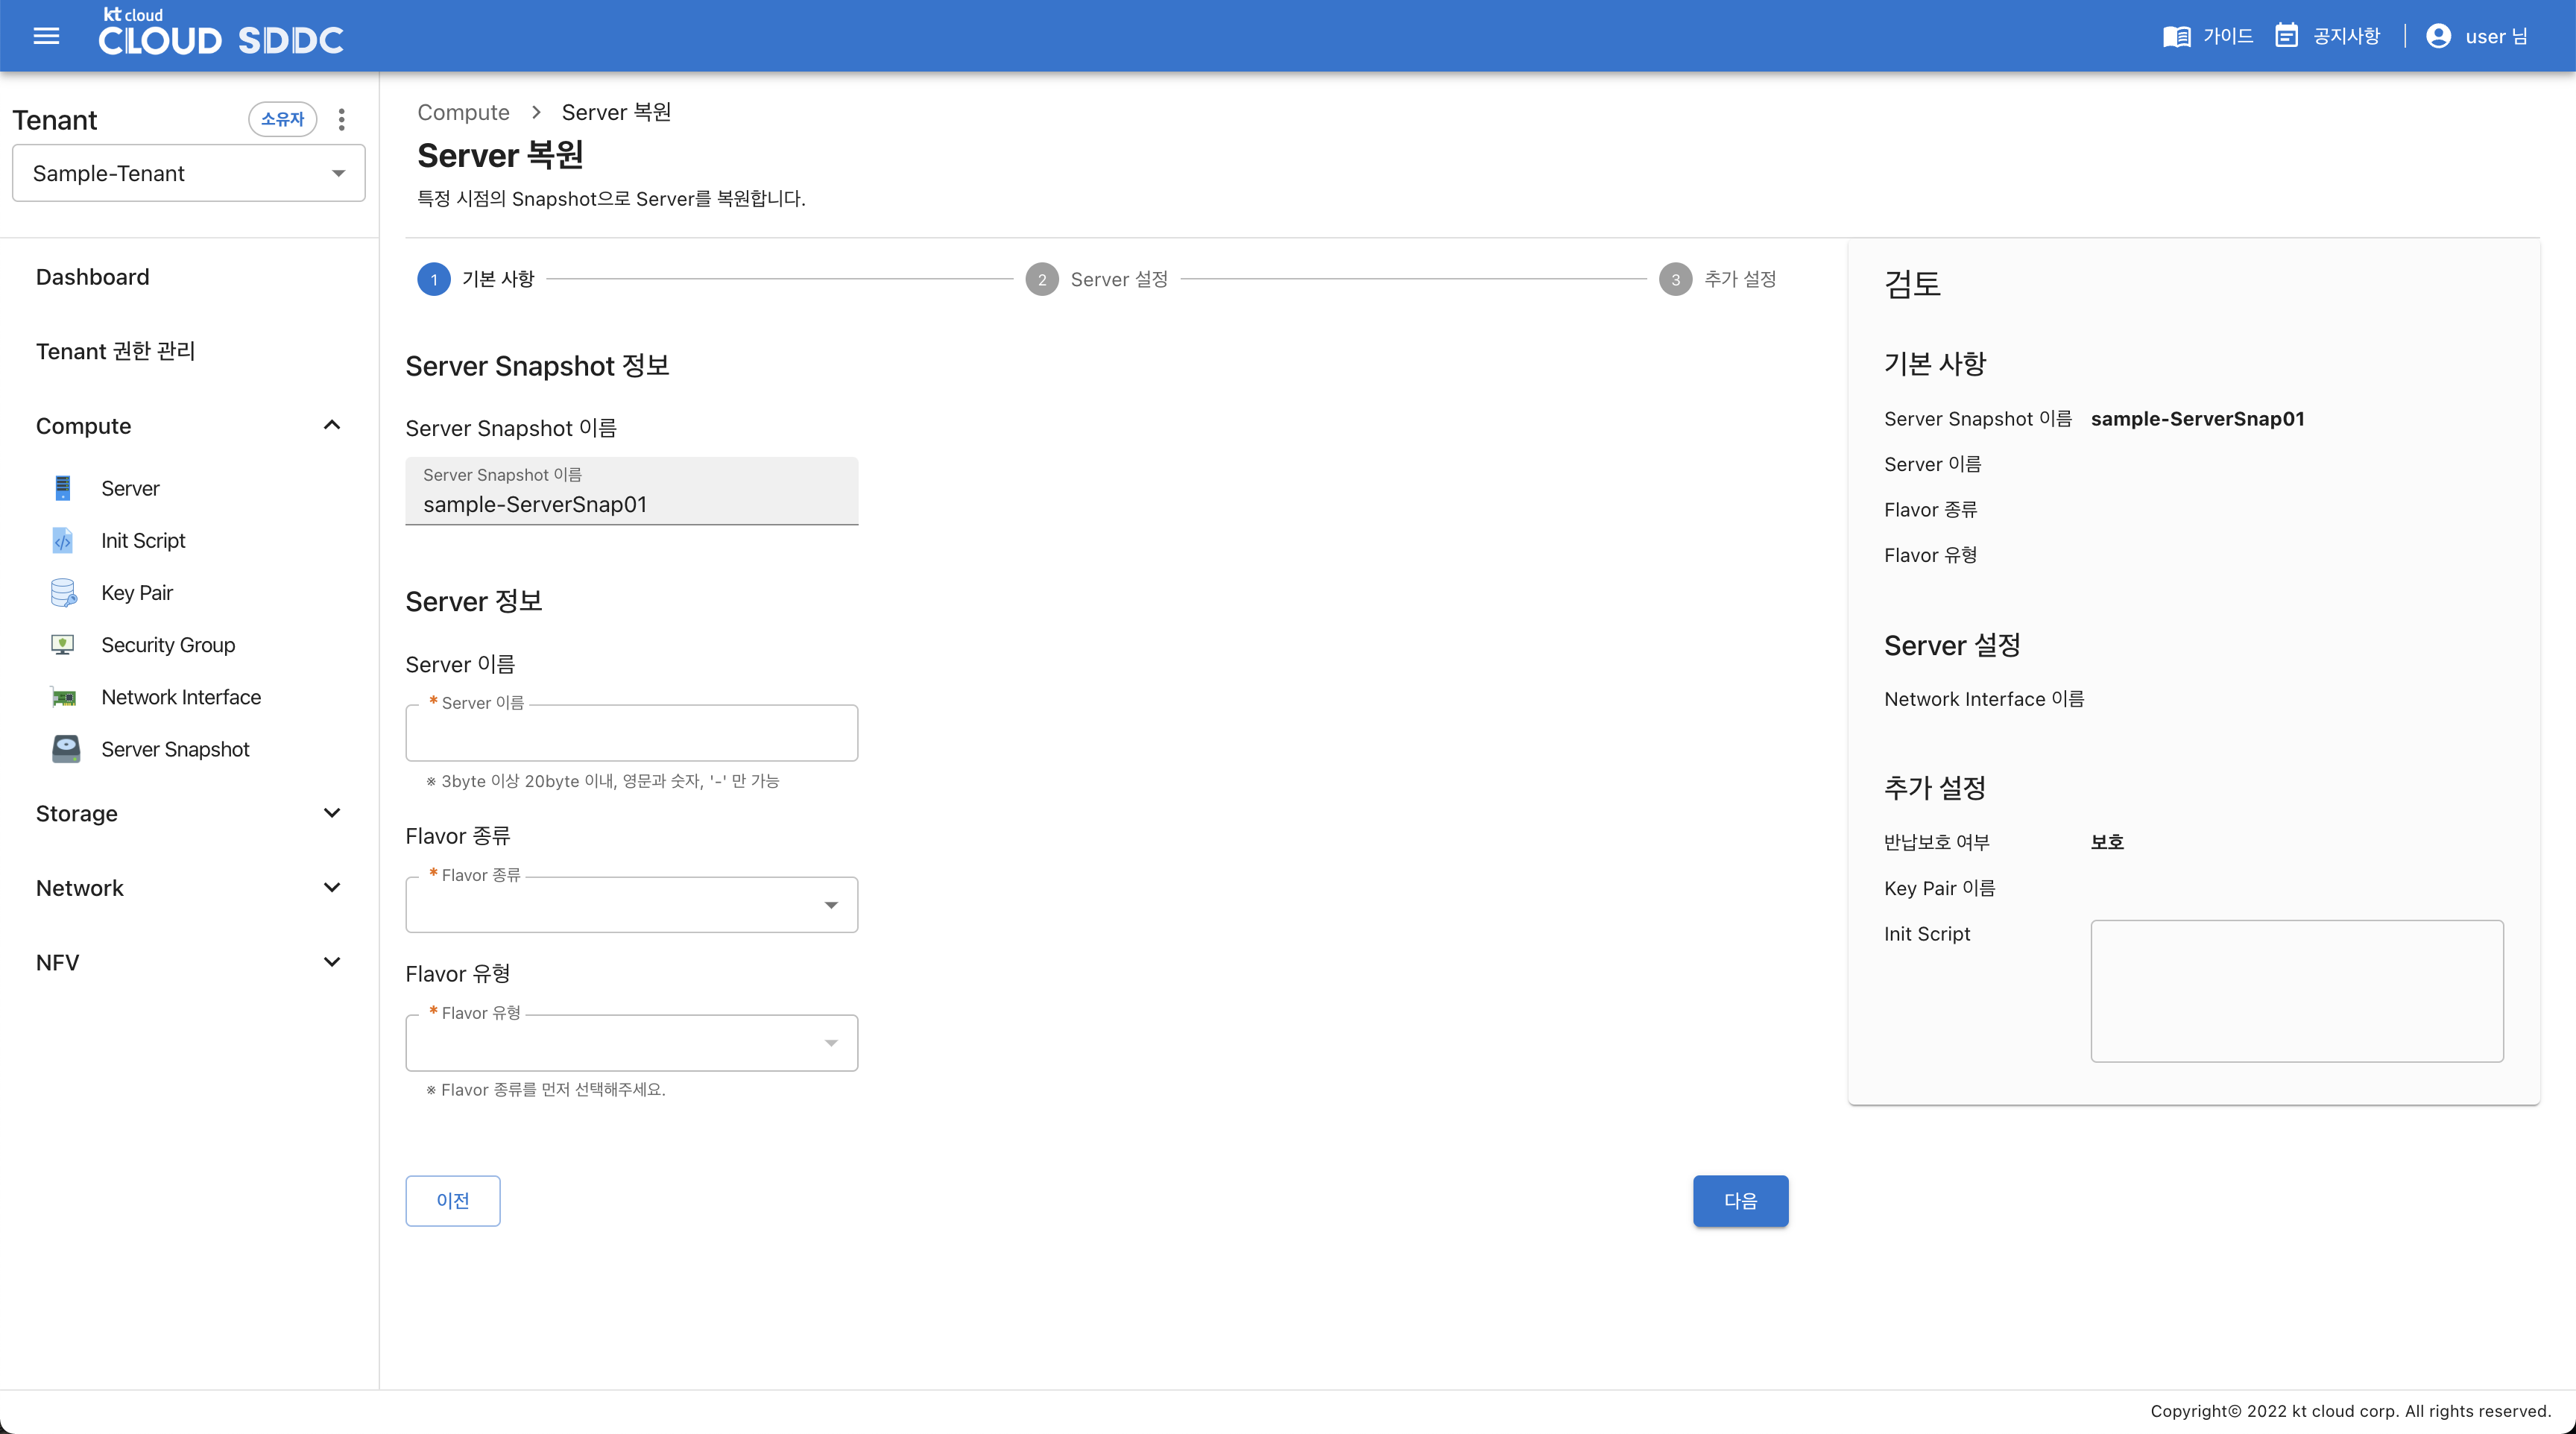 kt cloud
CLOUD SDDC
가이드
공지사항
user 님
Tenant
소유자
Sample-Tenant
Dashboard
Tenant 권한 관리
Compute
Server
Init Script
Key Pair
Security Group
Network Interface
Server Snapshot
Storage
Network
NFV
Compute > Server 복원
Server 복원
특정 시점의 Snapshot으로 Server를 복원합니다.
1 기본 사항
2 Server 설정
3 추가 설정
Server Snapshot 정보
Server Snapshot 이름
Server Snapshot 이름
sample-ServerSnap01
Server 정보
Server 이름
* Server 이름
※ 3byte 이상 20byte 이내, 영문과 숫자, '-' 만 가능
Flavor 종류
* Flavor 종류
Flavor 유형
* Flavor 유형
※ Flavor 종류를 먼저 선택해주세요.
이전
다음
검토
기본 사항
Server Snapshot 이름 sample-ServerSnap01
Server 이름
Flavor 종류
Flavor 유형
Server 설정
Network Interface 이름
추가 설정
반납보호 여부 보호
Key Pair 이름
Init Script
Copyright© 2022 kt cloud corp. All rights reserved.